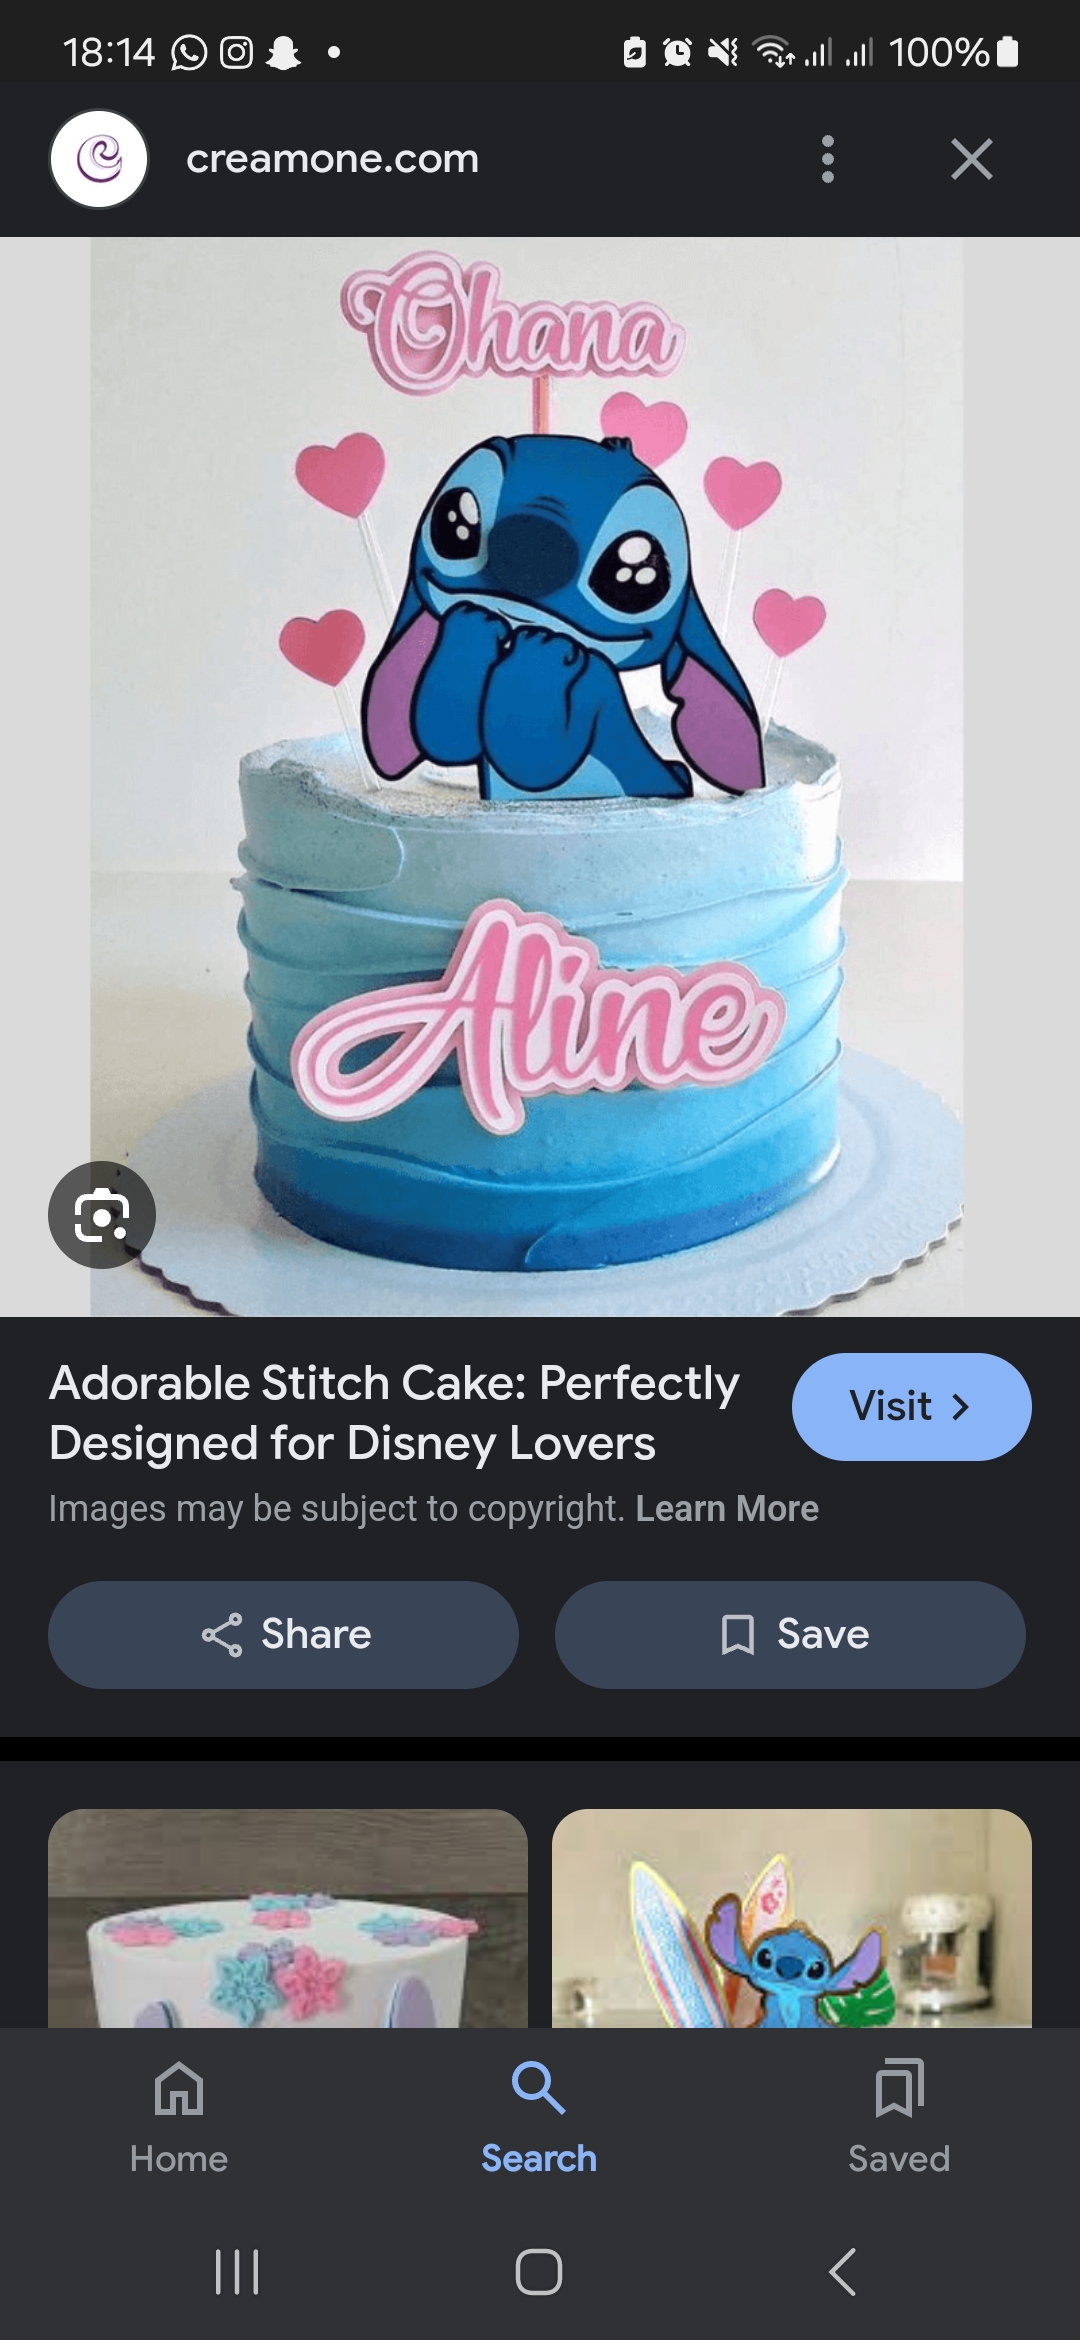 18:14
100%
creamone.com
Ohana
Aline
Adorable Stitch Cake: Perfectly
Designed for Disney Lovers
Visit
Images may be subject to copyright. Learn More
Share
Save
Home
Search
Saved